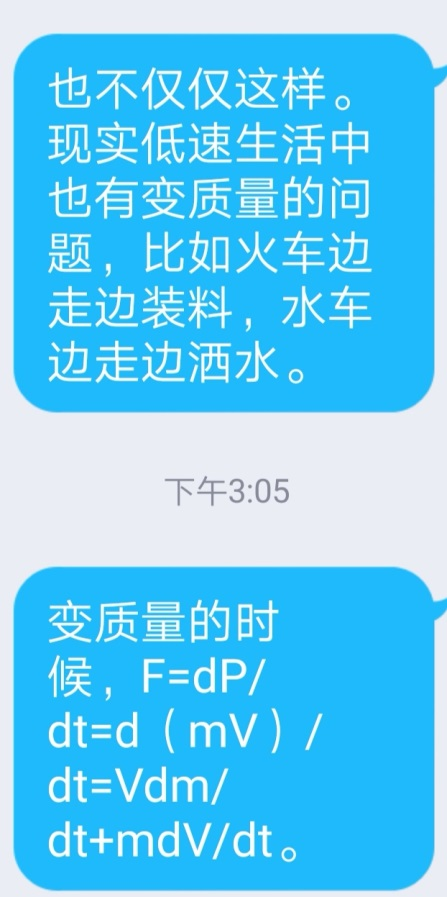 也不仅仅这样。
现实低速生活中
也有变质量的问
题，比如火车边
走边装料，水车
边走边洒水。
下午3:05
变质量的时
候，F=dP/
dt=d（mV）/
dt=Vdm/
dt+mdV/dt。